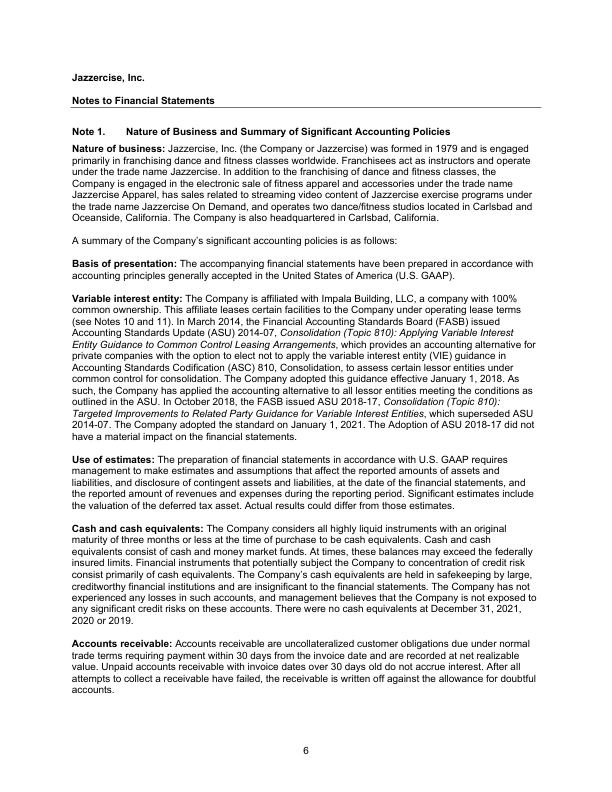 Jazzercise, Inc.
Notes to Financial Statements
Note 1. Nature of Business and Summary of Significant Accounting Policies
Nature of business: Jazzercise, Inc. (the Company or Jazzercise) was formed in 1979 and is engaged
primarily in franchising dance and fitness classes worldwide. Franchisees act as instructors and operate
under the trade name Jazzercise. In addition to the franchising of dance and fitness classes, the
Company is engaged in the electronic sale of fitness apparel and accessories under the trade name
Jazzercise Apparel, has sales related to streaming video content of Jazzercise exercise programs under
the trade name Jazzercise On Demand, and operates two dance/fitness studios located in Carlsbad and
Oceanside, California. The Company is also headquartered in Carlsbad, California.
A summary of the Company's significant accounting policies is as follows:
Basis of presentation: The accompanying financial statements have been prepared in accordance with
accounting principles generally accepted in the United States of America (U.S. GAAP).
Variable interest entity: The Company is affiliated with Impala Building, LLC, a company with 100%
common ownership. This affiliate leases certain facilities to the Company under operating lease terms
(see Notes 10 and 11). In March 2014, the Financial Accounting Standards Board (FASB) issued
Accounting Standards Update (ASU) 2014-07, Consolidation (Topic 810): Applying Variable Interest
Entity Guidance to Common Control Leasing Arrangements, which provides an accounting alternative for
private companies with the option to elect not to apply the variable interest entity (VIE) guidance in
Accounting Standards Codification (ASC) 810, Consolidation, to assess certain lessor entities under
common control for consolidation. The Company adopted this guidance effective January 1, 2018. As
such, the Company has applied the accounting alternative to all lessor entities meeting the conditions as
outlined in the ASU. In October 2018, the FASB issued ASU 2018-17, Consolidation (Topic 810):
Targeted Improvements to Related Party Guidance for Variable Interest Entities, which superseded ASU
2014-07. The Company adopted the standard on January 1, 2021. The Adoption of ASU 2018-17 did not
have a material impact on the financial statements.
Use of estimates: The preparation of financial statements in accordance with U.S. GAAP requires
management to make estimates and assumptions that affect the reported amounts of assets and
liabilities, and disclosure of contingent assets and liabilities, at the date of the financial statements, and
the reported amount of revenues and expenses during the reporting period. Significant estimates include
the valuation of the deferred tax asset. Actual results could differ from those estimates.
Cash and cash equivalents: The Company considers all highly liquid instruments with an original
maturity of three months or less at the time of purchase to be cash equivalents. Cash and cash
equivalents consist of cash and money market funds. At times, these balances may exceed the federally
insured limits. Financial instruments that potentially subject the Company to concentration of credit risk
consist primarily of cash equivalents. The Company's cash equivalents are held in safekeeping by large,
creditworthy financial institutions and are insignificant to the financial statements. The Company has not
experienced any losses in such accounts, and management believes that the Company is not exposed to
any significant credit risks on these accounts. There were no cash equivalents at December 31, 2021,
2020 or 2019.
Accounts receivable: Accounts receivable are uncollateralized customer obligations due under normal
trade terms requiring payment within 30 days from the invoice date and are recorded at net realizable
value. Unpaid accounts receivable with invoice dates over 30 days old do not accrue interest. After all
attempts to collect a receivable have failed, the receivable is written off against the allowance for doubtful
accounts.
6